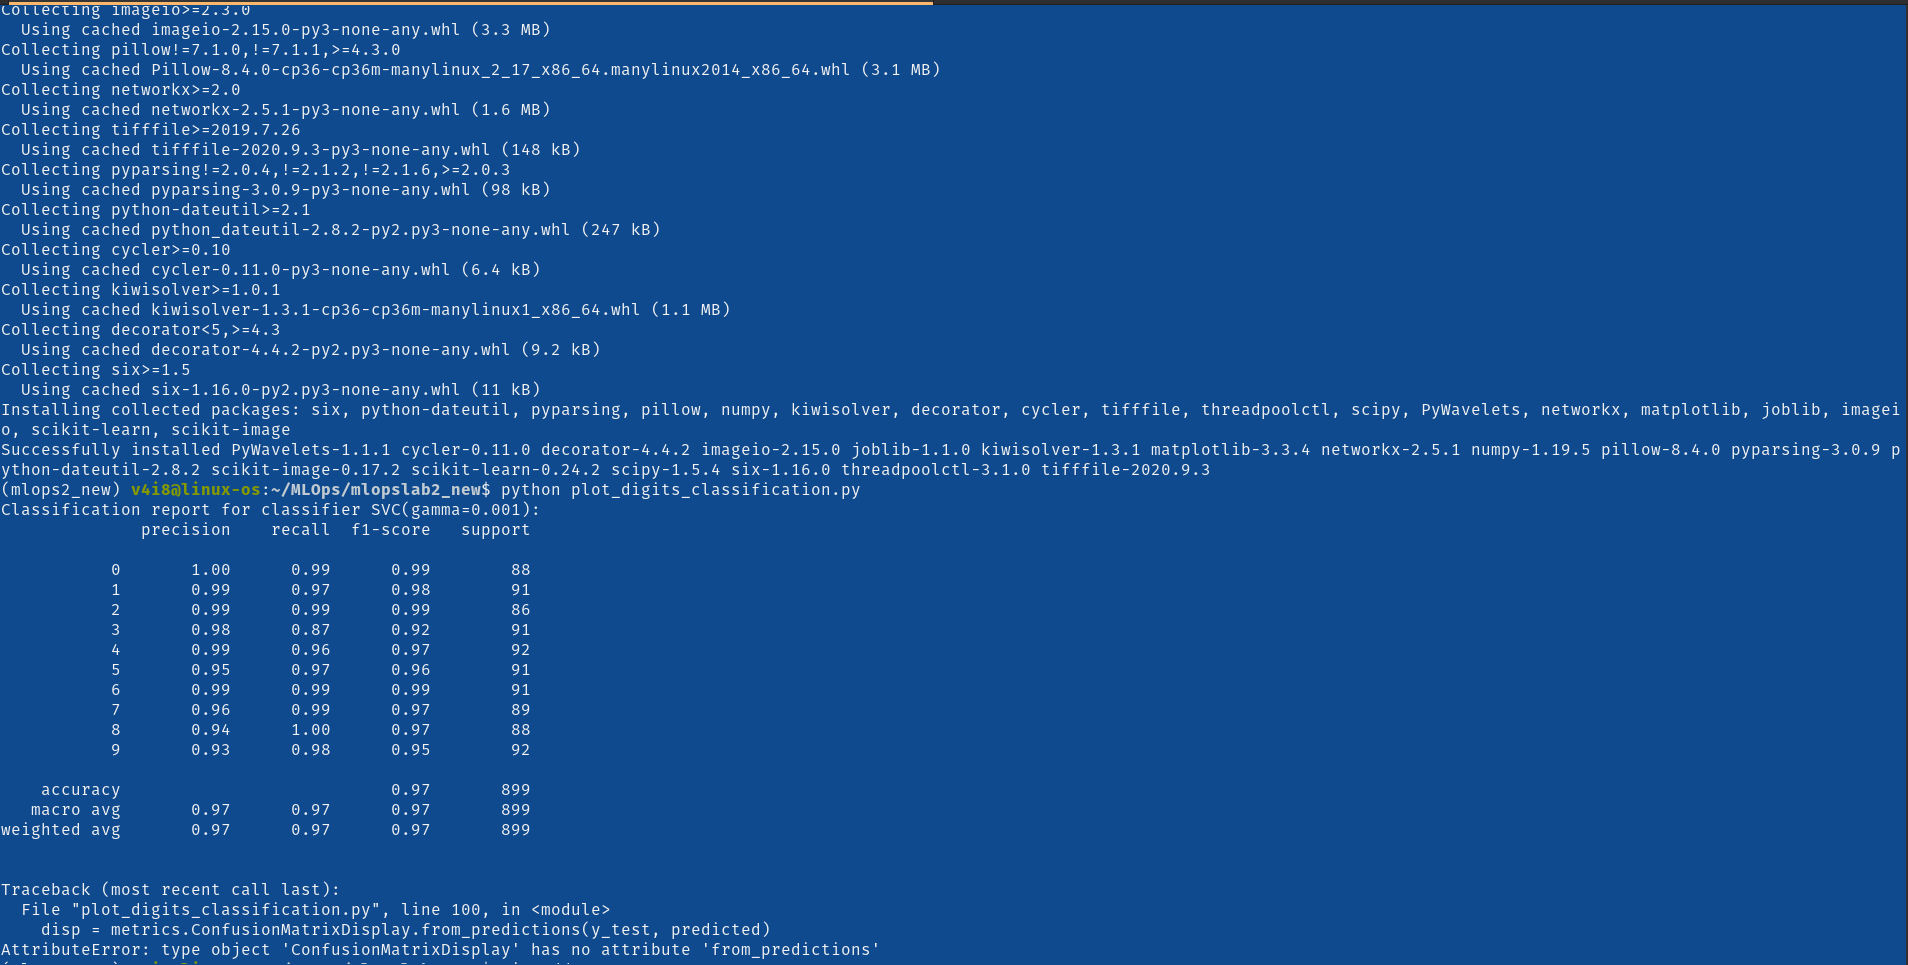 Collecting imageio>=2.3.0
  Using cached imageio-2.15.0-py3-none-any.whl (3.3 MB)
Collecting pillow!=7.1.0,!=7.1.1,>=4.3.0
  Using cached Pillow-8.4.0-cp36-cp36m-manylinux_2_17_x86_64.manylinux2014_x86_64.whl (3.1 MB)
Collecting networkx>=2.0
  Using cached networkx-2.5.1-py3-none-any.whl (1.6 MB)
Collecting tifffile>=2019.7.26
  Using cached tifffile-2020.9.3-py3-none-any.whl (148 kB)
Collecting pyparsing!=2.0.4,!=2.1.2,!=2.1.6,>=2.0.3
  Using cached pyparsing-3.0.9-py3-none-any.whl (98 kB)
Collecting python-dateutil>=2.1
  Using cached python_dateutil-2.8.2-py2.py3-none-any.whl (247 kB)
Collecting cycler>=0.10
  Using cached cycler-0.11.0-py3-none-any.whl (6.4 kB)
Collecting kiwisolver>=1.0.1
  Using cached kiwisolver-1.3.1-cp36-cp36m-manylinux1_x86_64.whl (1.1 MB)
Collecting decorator<5,>=4.3
  Using cached decorator-4.4.2-py2.py3-none-any.whl (9.2 kB)
Collecting six>=1.5
  Using cached six-1.16.0-py2.py3-none-any.whl (11 kB)
Installing collected packages: six, python-dateutil, pyparsing, pillow, numpy, kiwisolver, decorator, cycler, tifffile, threadpoolctl, scipy, PyWavelets, networkx, matplotlib, joblib, imagei
o, scikit-learn, scikit-image
Successfully installed PyWavelets-1.1.1 cycler-0.11.0 decorator-4.4.2 imageio-2.15.0 joblib-1.1.0 kiwisolver-1.3.1 matplotlib-3.3.4 networkx-2.5.1 numpy-1.19.5 pillow-8.4.0 pyparsing-3.0.9 p
ython-dateutil-2.8.2 scikit-image-0.17.2 scikit-learn-0.24.2 scipy-1.5.4 six-1.16.0 threadpoolctl-3.1.0 tifffile-2020.9.3
(mlops2_new) v4i8@linux-os:~/MLOps/mlopslab2_new$ python plot_digits_classification.py
Classification report for classifier SVC(gamma=0.001):
              precision    recall  f1-score   support

           0       1.00      0.99      0.99        88
           1       0.99      0.97      0.98        91
           2       0.99      0.99      0.99        86
           3       0.98      0.87      0.92        91
           4       0.99      0.96      0.97        92
           5       0.95      0.97      0.96        91
           6       0.99      0.99      0.99        91
           7       0.96      0.99      0.97        89
           8       0.94      1.00      0.97        88
           9       0.93      0.98      0.95        92

    accuracy                           0.97       899
   macro avg       0.97      0.97      0.97       899
weighted avg       0.97      0.97      0.97       899


Traceback (most recent call last):
  File "plot_digits_classification.py", line 100, in <module>
    disp = metrics.ConfusionMatrixDisplay.from_predictions(y_test, predicted)
AttributeError: type object 'ConfusionMatrixDisplay' has no attribute 'from_predictions'